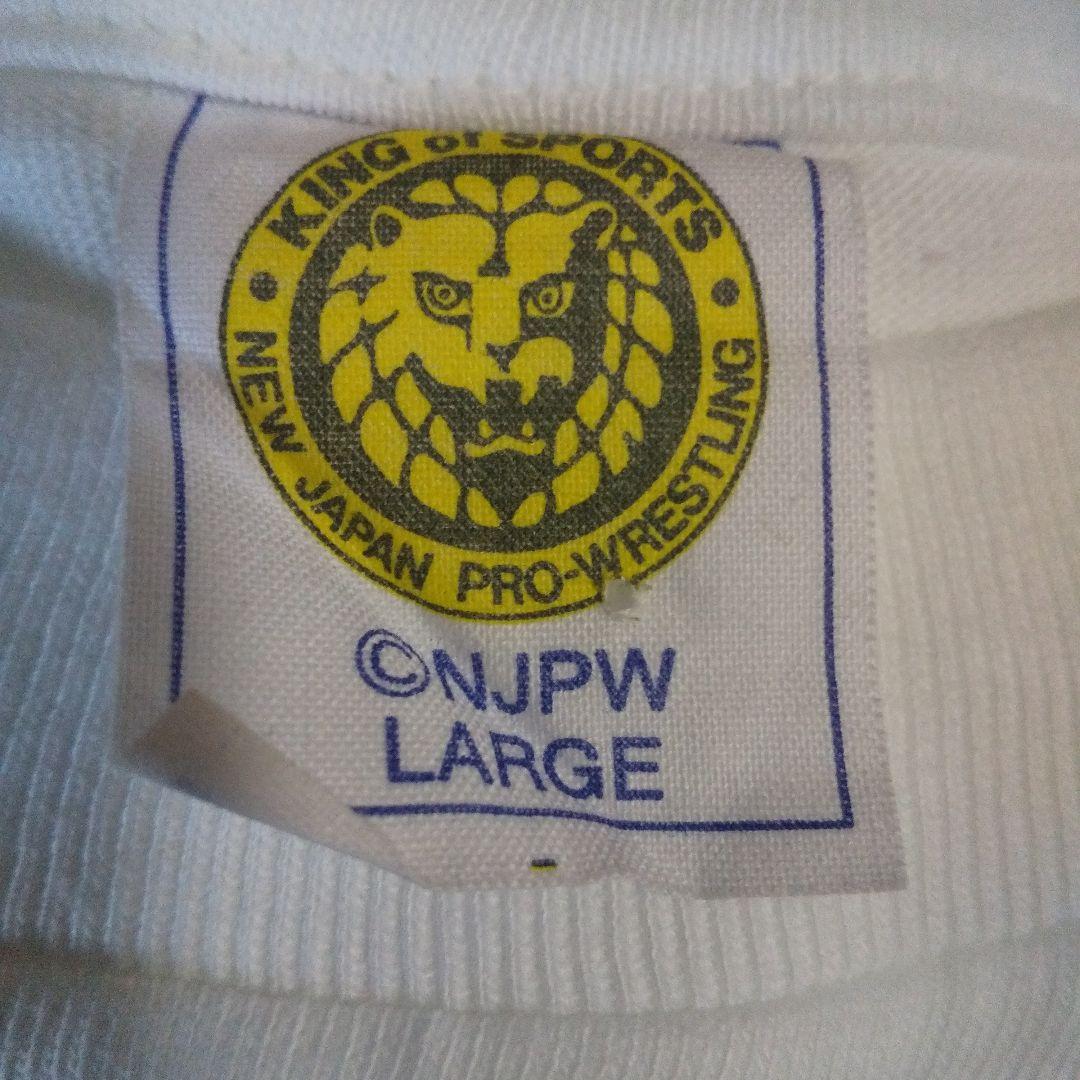 KING of SPORTS
NEW JAPAN PRO-WRESTLING
©NJPW
LARGE